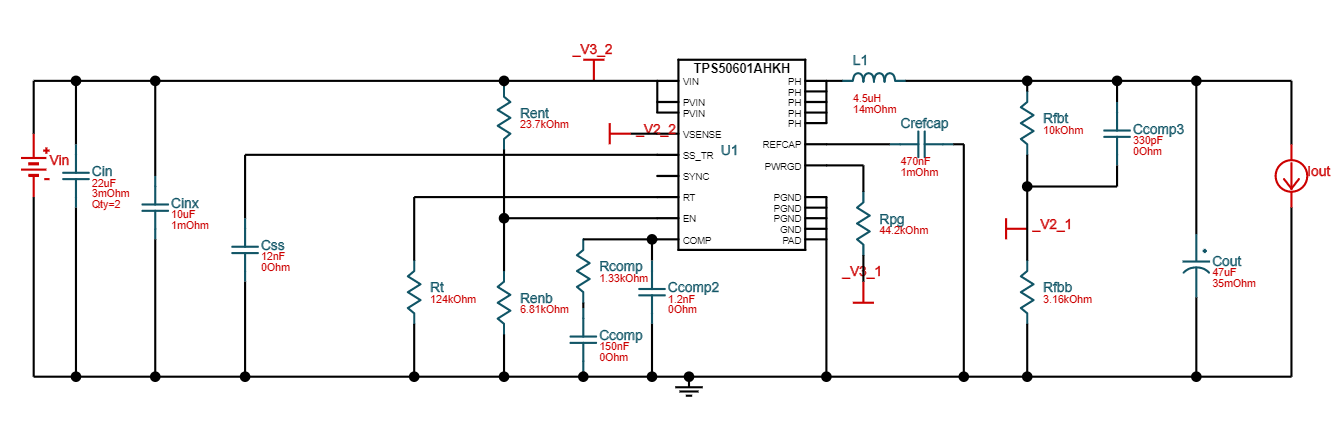 _V3_2
TPS50601AHKH
VIN
PVIN
PVIN
VSENSE
SS_TR
SYNC
RT
EN
COMP
PH
PH
PH
PH
PH
REFCAP
PWRGD
PGND
PGND
PGND
GND
PAD
U1
_V2_2
L1
4.5uH
14mOhm
Vin
Cin
22uF
3mOhm
Qty=2
Cinx
10uF
1mOhm
Css
12nF
0Ohm
Rt
124kOhm
Rent
23.7kOhm
Renb
6.81kOhm
Rcomp
1.33kOhm
Ccomp
150nF
0Ohm
Ccomp2
1.2nF
0Ohm
Crefcap
470nF
1mOhm
Rpg
44.2kOhm
_V3_1
Rfbt
10kOhm
Ccomp3
330pF
0Ohm
_V2_1
Rfbb
3.16kOhm
Cout
47uF
35mOhm
Iout